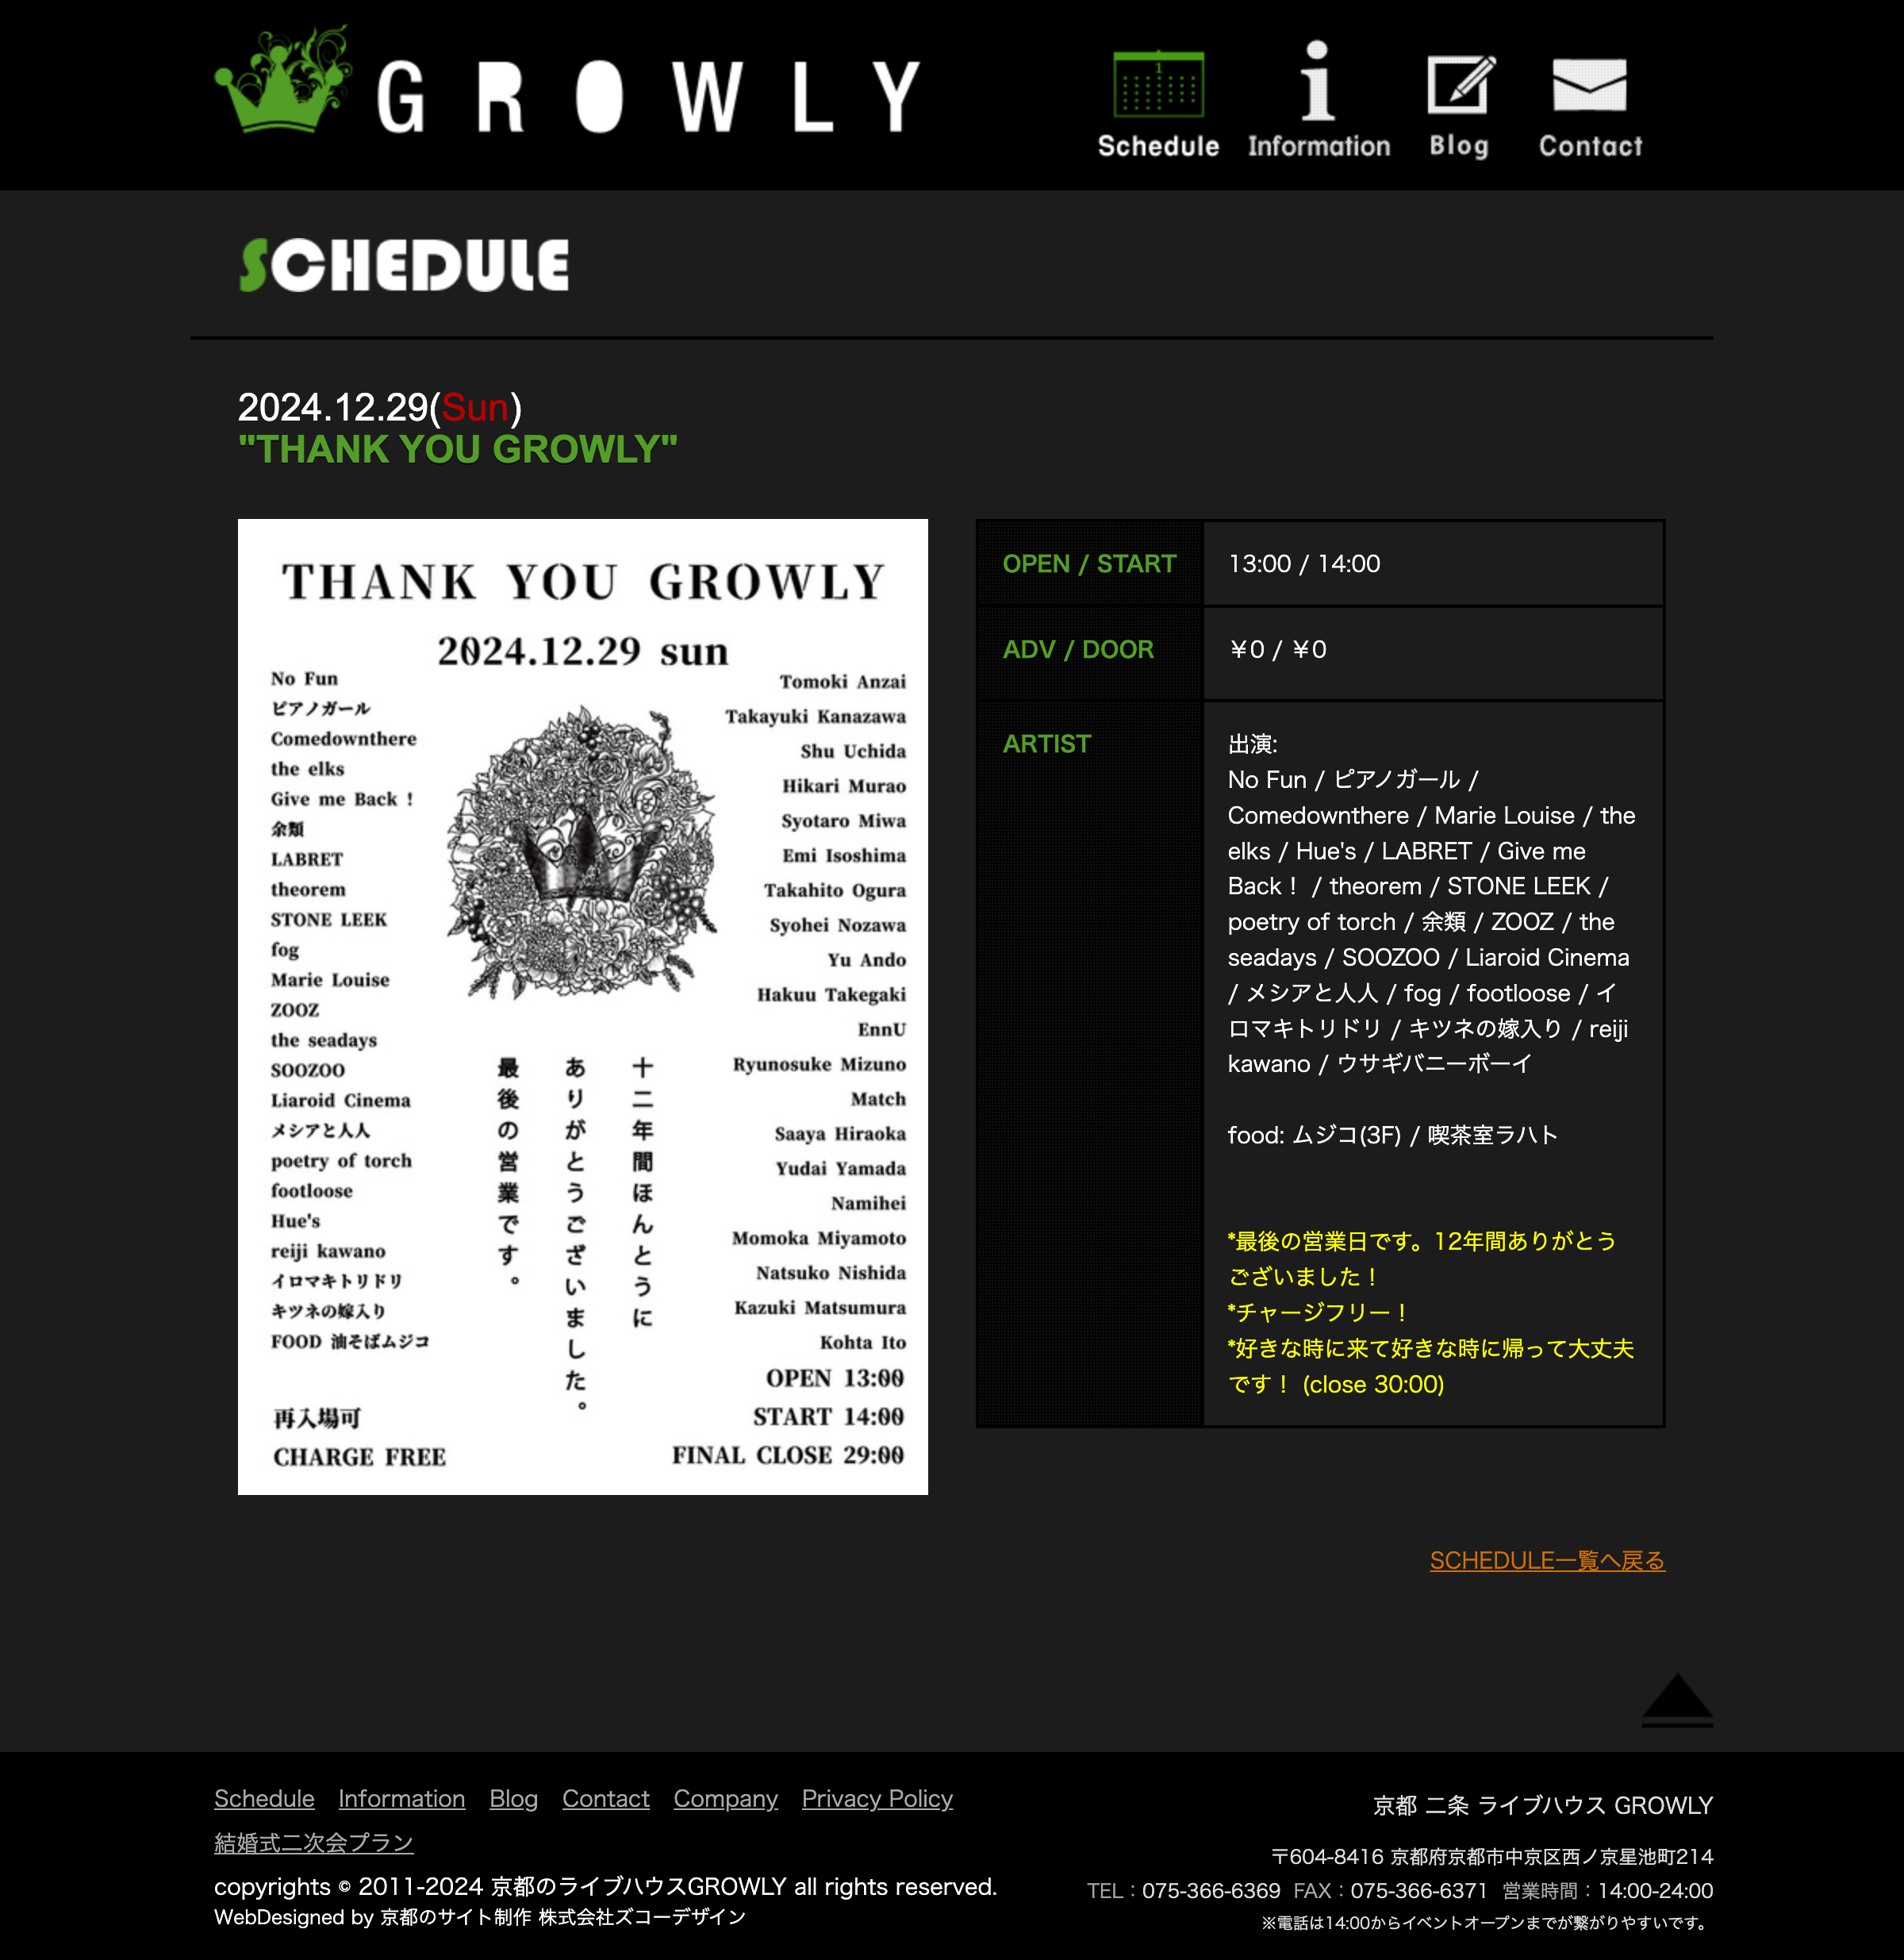 GROWLY
1
Schedule
Information
Blog
Contact
SCHEDULE
2024.12.29(Sun)
"THANK YOU GROWLY"
THANK YOU GROWLY
2024.12.29 sun
No Fun
ピアノガール
Comedownthere
the elks
Give me Back !
余類
LABRET
theorem
STONE LEEK
fog
Marie Louise
ZOOZ
the seadays
SOOZOO
Liaroid Cinema
メシアと人人
poetry of torch
footloose
Hue's
reiji kawano
イロマキトリドリ
キツネの嫁入り
FOOD 油そばムジコ
再入場可
CHARGE FREE
十二年間ほんとうに
ありがとうございました。
最後の営業です。
Tomoki Anzai
Takayuki Kanazawa
Shu Uchida
Hikari Murao
Syotaro Miwa
Emi Isoshima
Takahito Ogura
Syohei Nozawa
Yu Ando
Hakuu Takegaki
EnnU
Ryunosuke Mizuno
Match
Saaya Hiraoka
Yudai Yamada
Namihei
Momoka Miyamoto
Natsuko Nishida
Kazuki Matsumura
Kohta Ito
OPEN 13:00
START 14:00
FINAL CLOSE 29:00
OPEN / START
13:00 / 14:00
ADV / DOOR
￥0 / ￥0
ARTIST
出演:
No Fun / ピアノガール /
Comedownthere / Marie Louise / the
elks / Hue's / LABRET / Give me
Back！ / theorem / STONE LEEK /
poetry of torch / 余類 / ZOOZ / the
seadays / SOOZOO / Liaroid Cinema
/ メシアと人人 / fog / footloose / イ
ロマキトリドリ / キツネの嫁入り / reiji
kawano / ウサギバニーボーイ
food: ムジコ(3F) / 喫茶室ラハト
*最後の営業日です。12年間ありがとう
ございました！
*チャージフリー！
*好きな時に来て好きな時に帰って大丈夫
です！ (close 30:00)
SCHEDULE一覧へ戻る
Schedule Information Blog Contact Company Privacy Policy
結婚式二次会プラン
copyrights © 2011-2024 京都のライブハウスGROWLY all rights reserved.
WebDesigned by 京都のサイト制作 株式会社ズコーデザイン
京都 二条 ライブハウス GROWLY
〒604-8416 京都府京都市中京区西ノ京星池町214
TEL：075-366-6369 FAX：075-366-6371 営業時間：14:00-24:00
※電話は14:00からイベントオープンまでが繋がりやすいです。